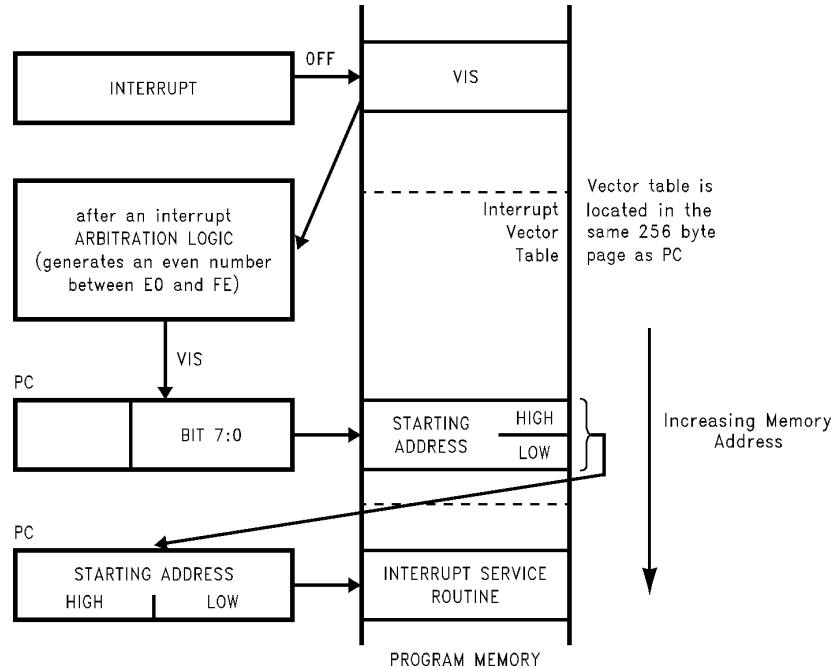 OFF
INTERRUPT
VIS
after an interrupt
ARBITRATION LOGIC
(generates an even number
between E0 and FE)
Interrupt
Vector
Table
Vector table is
located in the
same 256 byte
page as PC
VIS
PC
BIT 7:0
STARTING
ADDRESS
HIGH
LOW
Increasing Memory
Address
PC
STARTING ADDRESS
HIGH
LOW
INTERRUPT SERVICE
ROUTINE
PROGRAM MEMORY